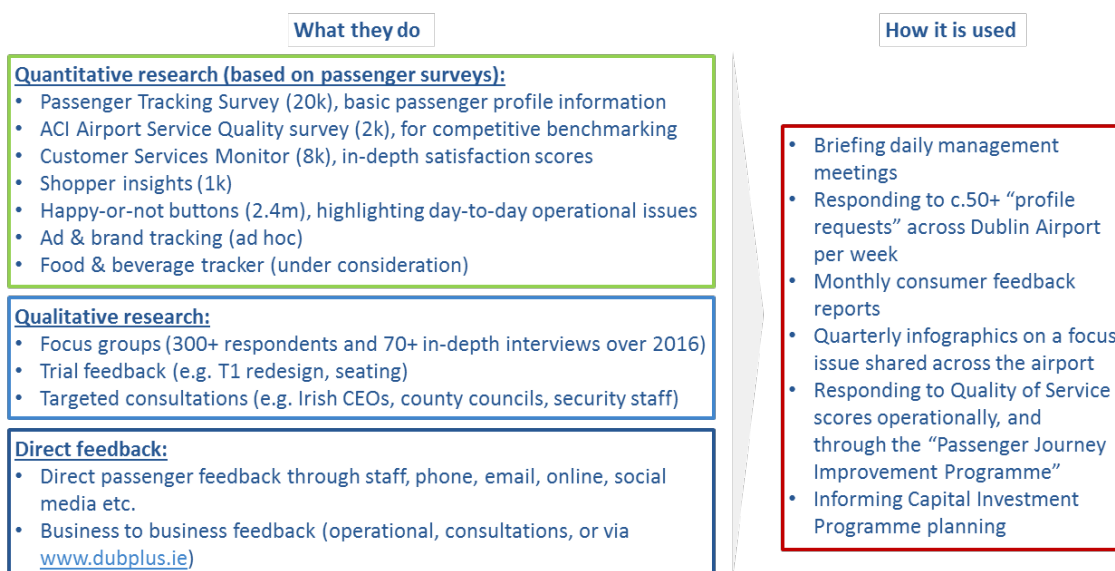 What they do
Quantitative research (based on passenger surveys):
• Passenger Tracking Survey (20k), basic passenger profile information
• ACI Airport Service Quality survey (2k), for competitive benchmarking
• Customer Services Monitor (8k), in-depth satisfaction scores
• Shopper insights (1k)
• Happy-or-not buttons (2.4m), highlighting day-to-day operational issues
• Ad & brand tracking (ad hoc)
• Food & beverage tracker (under consideration)
Qualitative research:
• Focus groups (300+ respondents and 70+ in-depth interviews over 2016)
• Trial feedback (e.g. T1 redesign, seating)
• Targeted consultations (e.g. Irish CEOs, county councils, security staff)
Direct feedback:
• Direct passenger feedback through staff, phone, email, online, social
media etc.
• Business to business feedback (operational, consultations, or via
www.dubplus.ie)
How it is used
• Briefing daily management
meetings
• Responding to c.50+ “profile
requests” across Dublin Airport
per week
• Monthly consumer feedback
reports
• Quarterly infographics on a focus
issue shared across the airport
• Responding to Quality of Service
scores operationally, and
through the “Passenger Journey
Improvement Programme”
• Informing Capital Investment
Programme planning